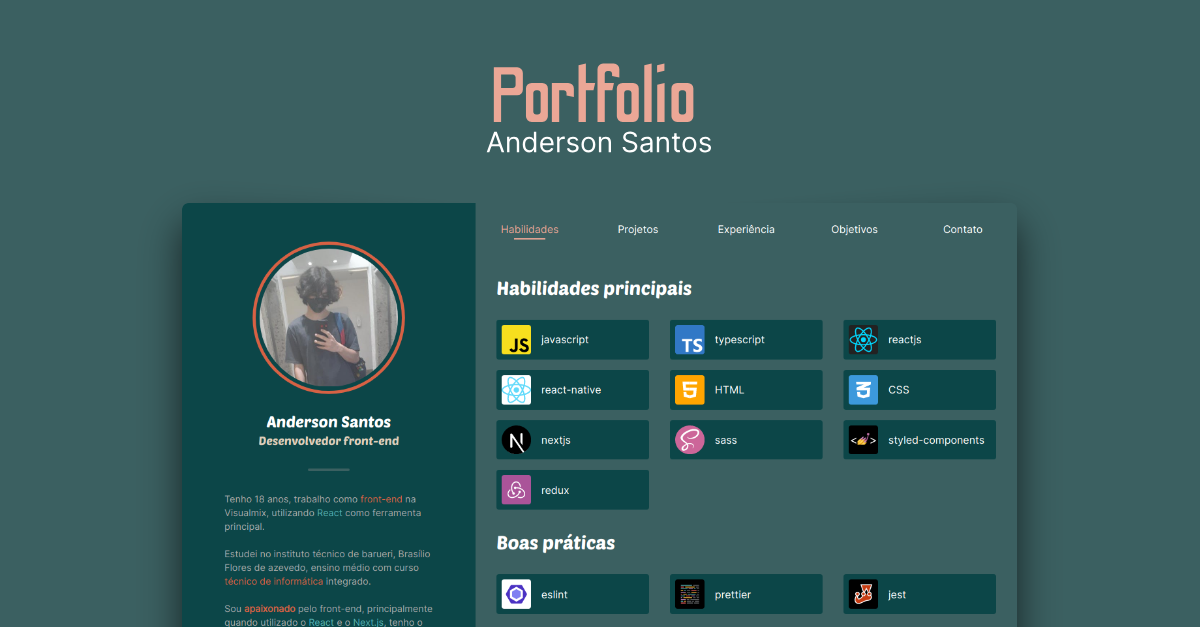 Portfolio
Anderson Santos
Anderson Santos
Desenvolvedor front-end
Tenho 18 anos, trabalho como front-end na
Visualmix, utilizando React como ferramenta
principal.
Estudei no instituto técnico de barueri, Brasílio
Flores de azevedo, ensino médio com curso
técnico de informática integrado.
Sou apaixonado pelo front-end, principalmente
quando utilizado o React e o Next.js, tenho o
Habilidades
Projetos
Experiência
Objetivos
Contato
Habilidades principais
JS
javascript
TS
typescript
reactjs
react-native
5
HTML
3
CSS
N
nextjs
S
sass
< >
styled-components
redux
Boas práticas
eslint
prettier
jest